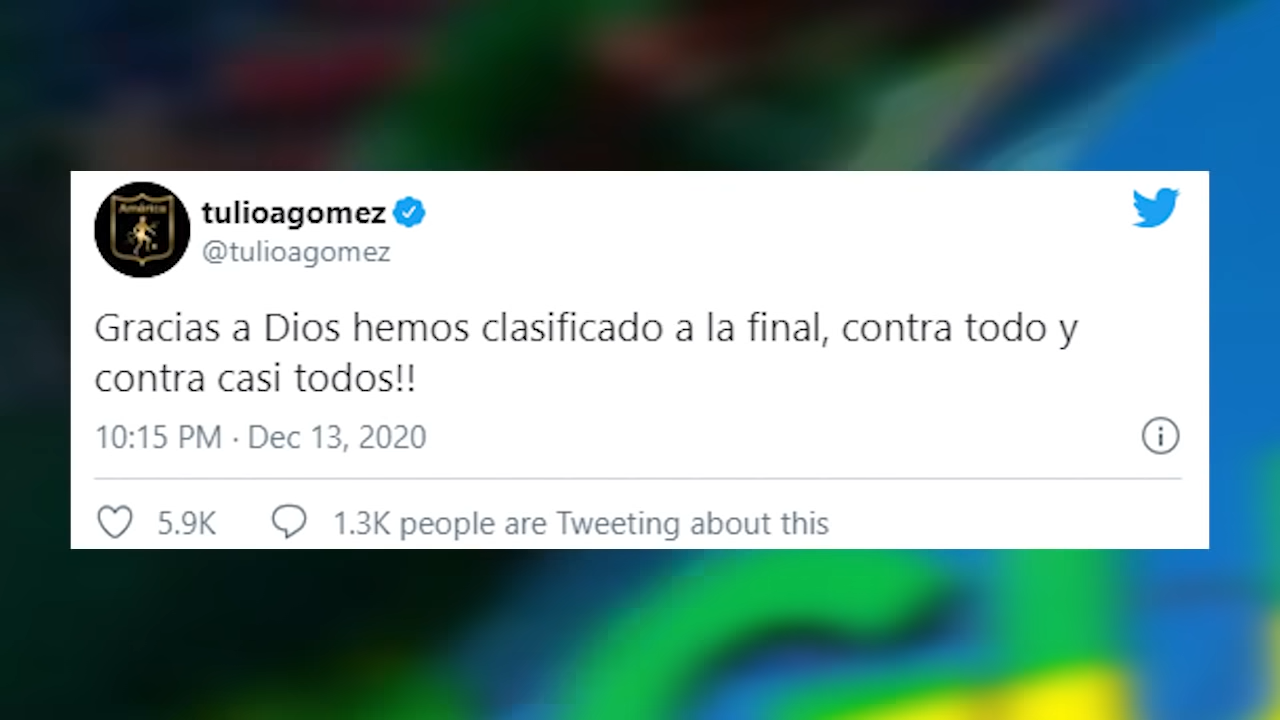 América
tulioagomez
@tulioagomez
Gracias a Dios hemos clasificado a la final, contra todo y
contra casi todos!!
10:15 PM · Dec 13, 2020
5.9K
1.3K people are Tweeting about this